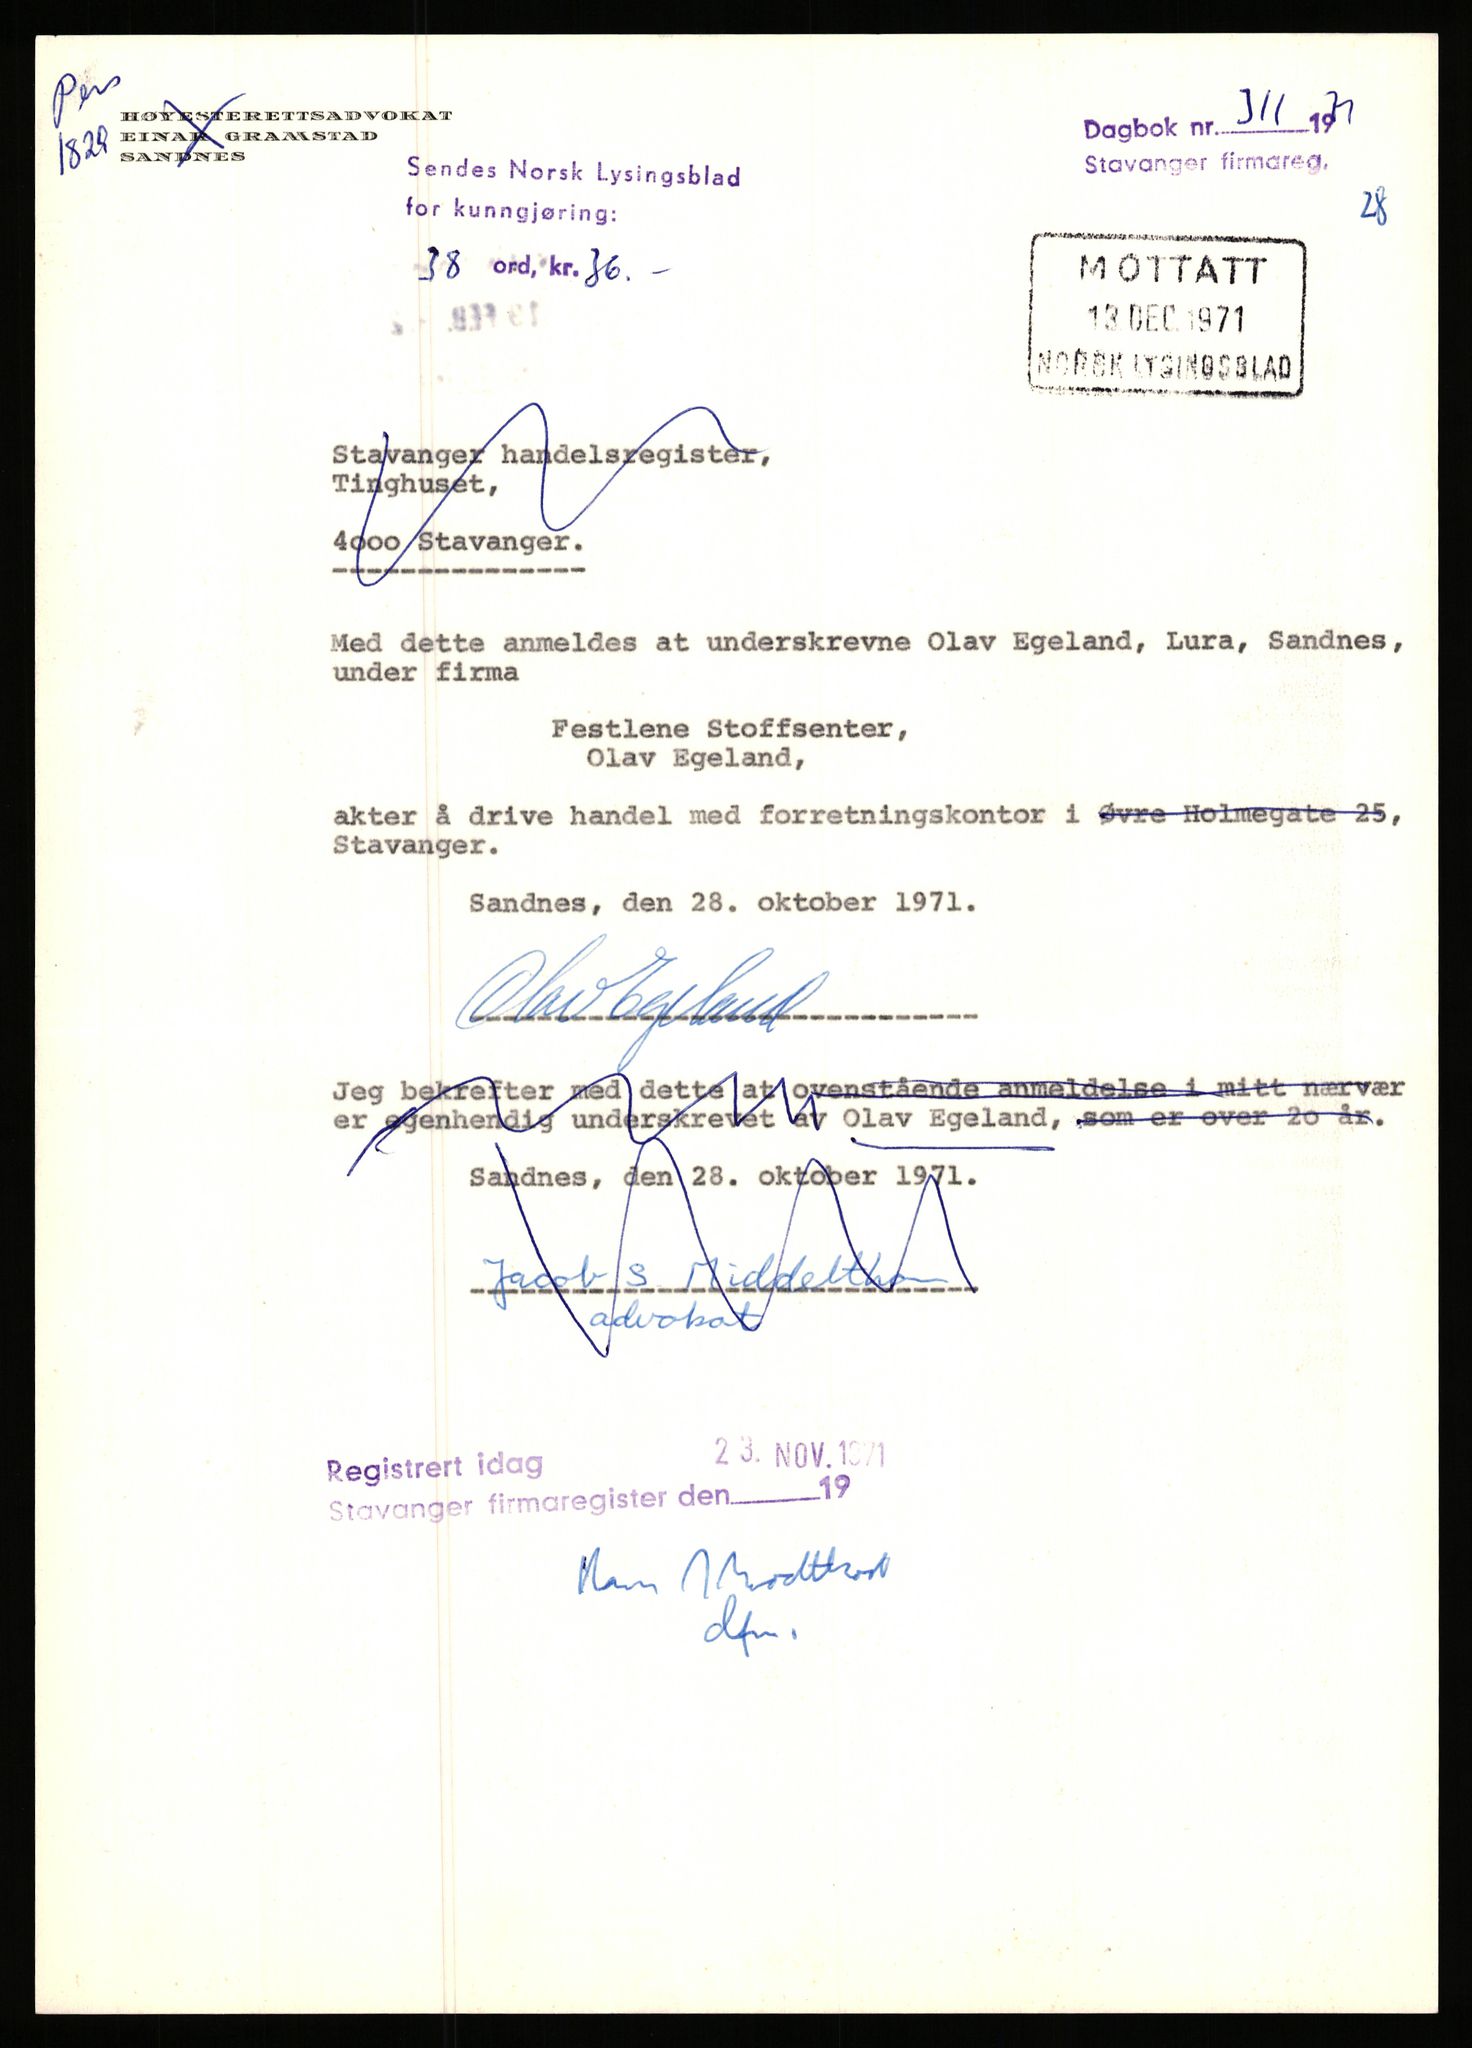 Pers
1829
HØYESTERETTSADVOKAT
EINAR GRAMSTAD
SANDNES
Sendes Norsk Lysingsblad
for kunngjøring:
38 ord, kr. 36. -
Dagbok nr. 311 1971
Stavanger firmareg.
28
MOTTATT
13 DEC 1971
NORSK LYSINGSBLAD
Stavanger handelsregister,
Tinghuset,
4ooo Stavanger.
Med dette anmeldes at underskrevne Olav Egeland, Lura, Sandnes,
under firma
Festlene Stoffsenter,
Olav Egeland,
akter å drive handel med forretningskontor i Øvre Holmegate 25,
Stavanger.
Sandnes, den 28. oktober 1971.
Olav Egeland
Jeg bekrefter med dette at ovenstående anmeldelse i mitt nærvær
er egenhendig underskrevet av Olav Egeland, som er over 2o år.
Sandnes, den 28. oktober 1971.
Jacob S Middelthon
advokat
Registrert idag 23. NOV. 1971
Stavanger firmaregister den 19
dfm.